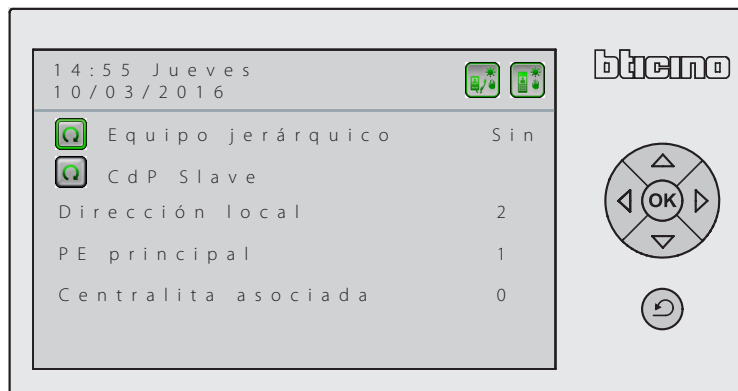 14:55 Jueves
10/03/2016
bticino
Equipo jerárquico Sin
CdP Slave
Dirección local 2
PE principal 1
Centralita asociada 0
OK